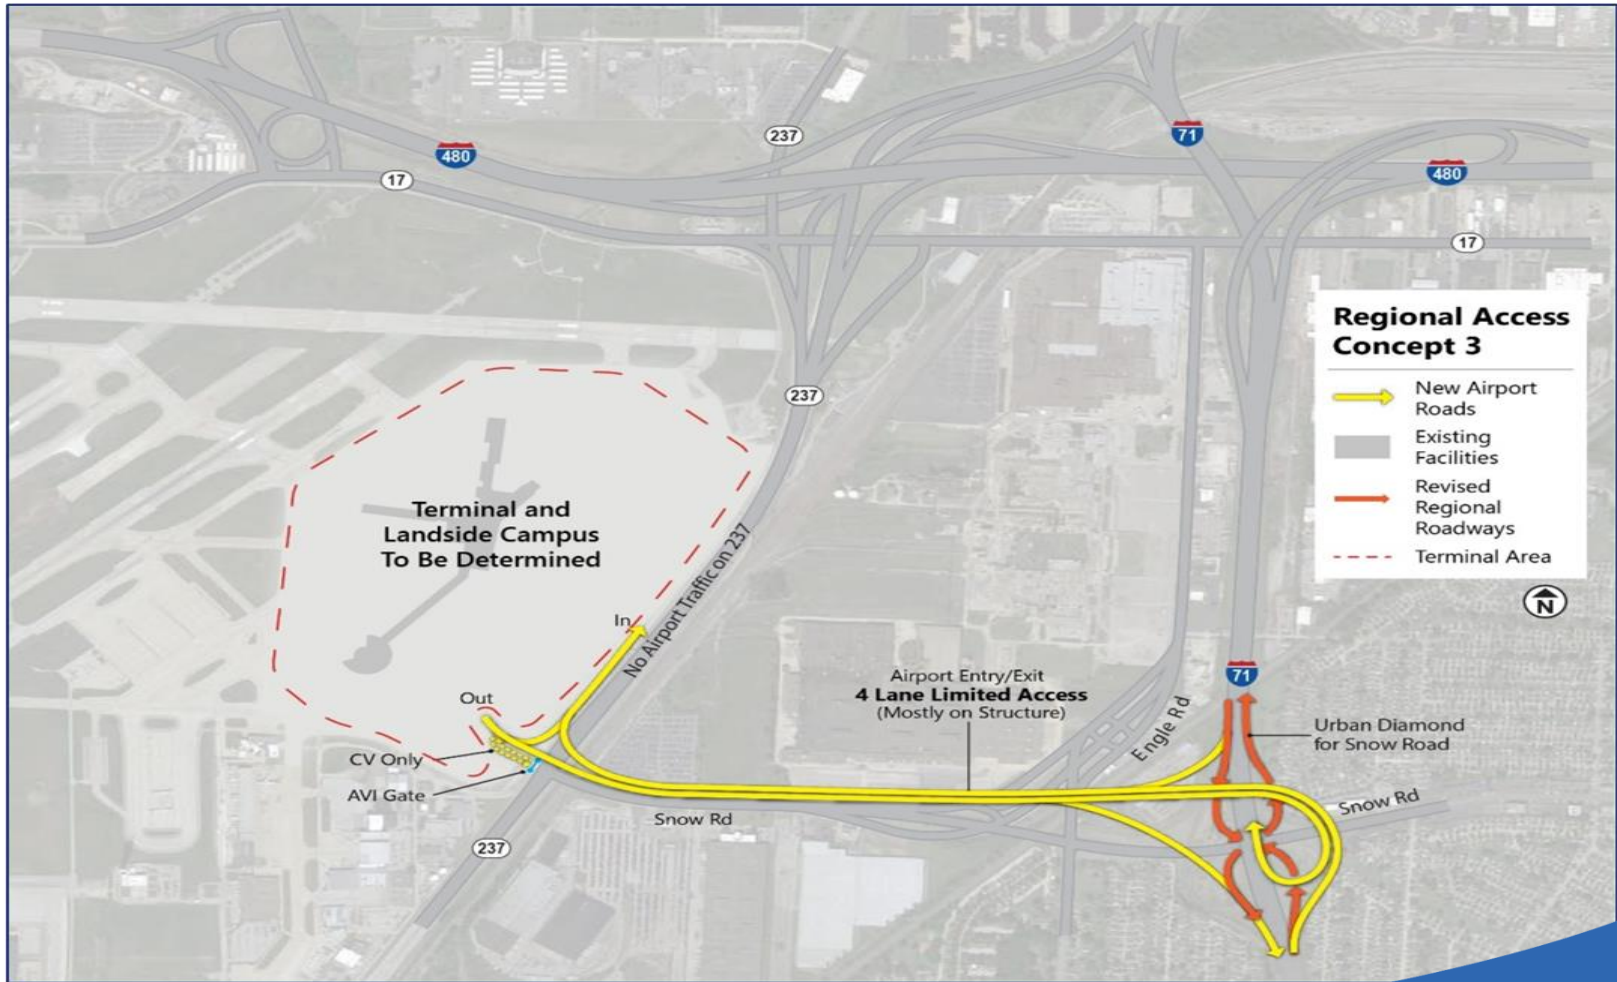 237
71
480
480
17
17
237
Regional Access
Concept 3
New Airport
Roads
Existing
Facilities
Revised
Regional
Roadways
Terminal Area
N
Terminal and
Landside Campus
To Be Determined
No Airport Traffic on 237
In
Out
CV Only
AVI Gate
Airport Entry/Exit
4 Lane Limited Access
(Mostly on Structure)
Engle Rd
71
Urban Diamond
for Snow Road
Snow Rd
Snow Rd
237